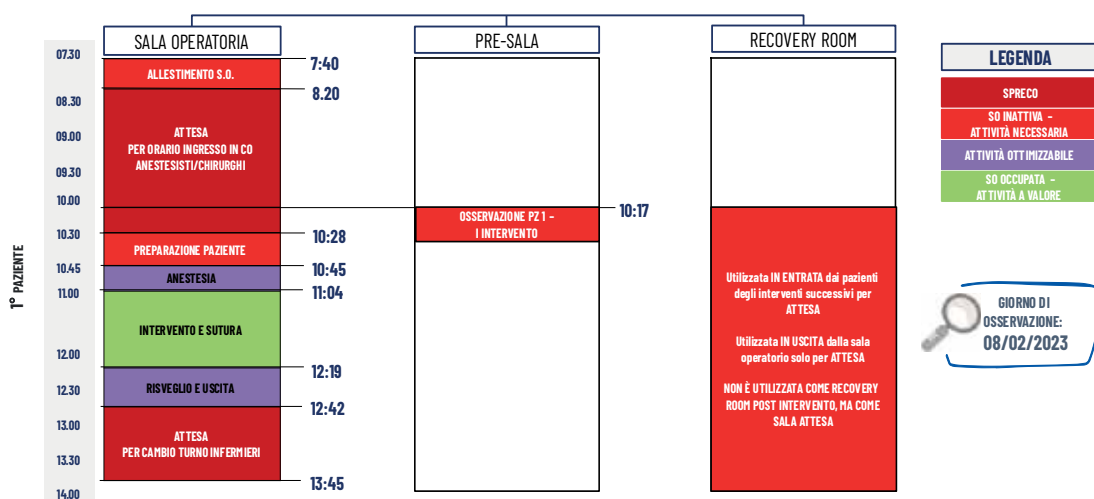 SALA OPERATORIA
PRE-SALA
RECOVERY ROOM
1° PAZIENTE
07.30
08.30
09.00
09.30
10.00
10.30
10.45
11.00
12.00
12.30
13.00
13.30
14.00
ALLESTIMENTO S.O.
ATTESA
PER ORARIO INGRESSO IN CO
ANESTESISTI/CHIRURGHI
PREPARAZIONE PAZIENTE
ANESTESIA
INTERVENTO E SUTURA
RISVEGLIO E USCITA
ATTESA
PER CAMBIO TURNO INFERMIERI
7:40
8.20
10:28
10:45
11:04
12:19
12:42
13:45
OSSERVAZIONE PZ 1 –
I INTERVENTO
10:17
Utilizzata IN ENTRATA dai pazienti
degli interventi successivi per
ATTESA
Utilizzata IN USCITA dalla sala
operatorio solo per ATTESA
NON È UTILIZZATA COME RECOVERY
ROOM POST INTERVENTO, MA COME
SALA ATTESA
LEGENDA
SPRECO
SO INATTIVA –
ATTIVITÀ NECESSARIA
ATTIVITÀ OTTIMIZZABILE
SO OCCUPATA –
ATTIVITÀ A VALORE
GIORNO DI
OSSERVAZIONE:
08/02/2023